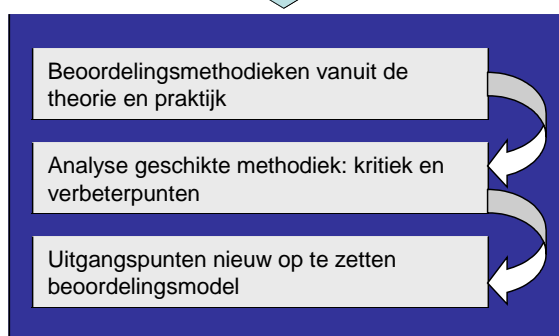 Beoordelingsmethodieken vanuit de
theorie en praktijk
Analyse geschikte methodiek: kritiek en
verbeterpunten
Uitgangspunten nieuw op te zetten
beoordelingsmodel